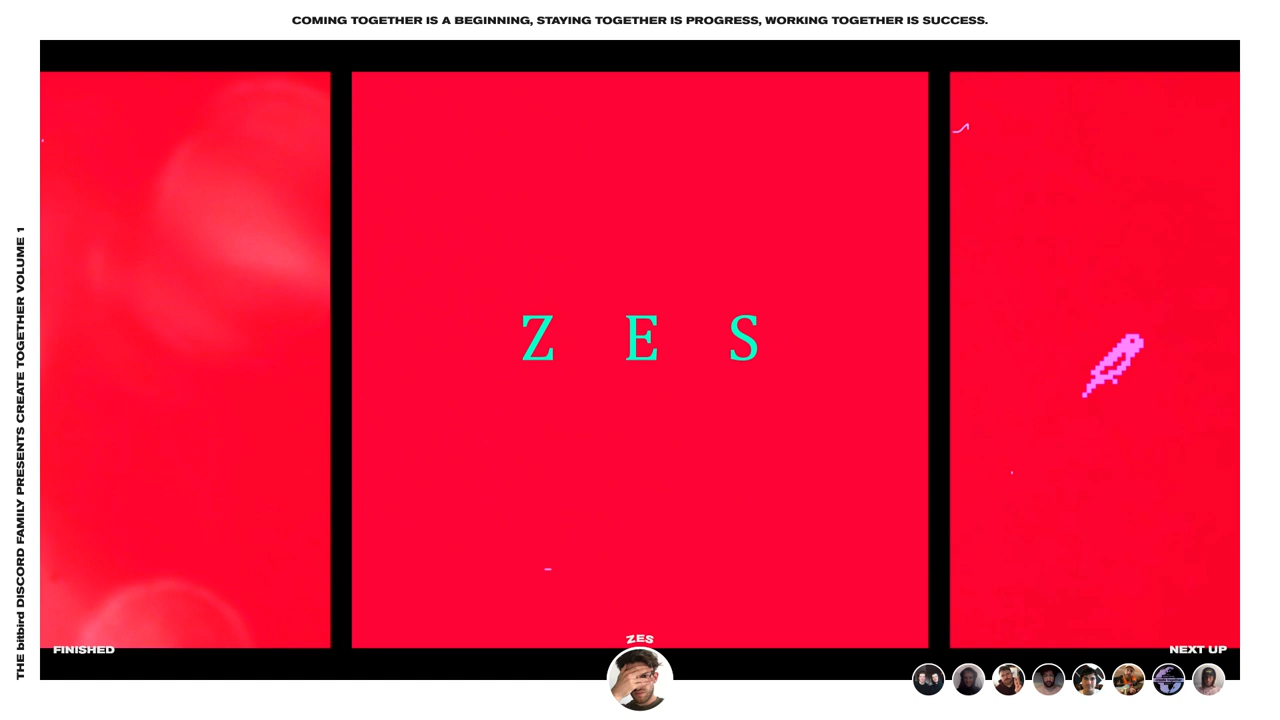 COMING TOGETHER IS A BEGINNING, STAYING TOGETHER IS PROGRESS, WORKING TOGETHER IS SUCCESS.
THE bitbird DISCORD FAMILY PRESENTS CREATE TOGETHER VOLUME 1
Z E S
FINISHED
ZES
NEXT UP